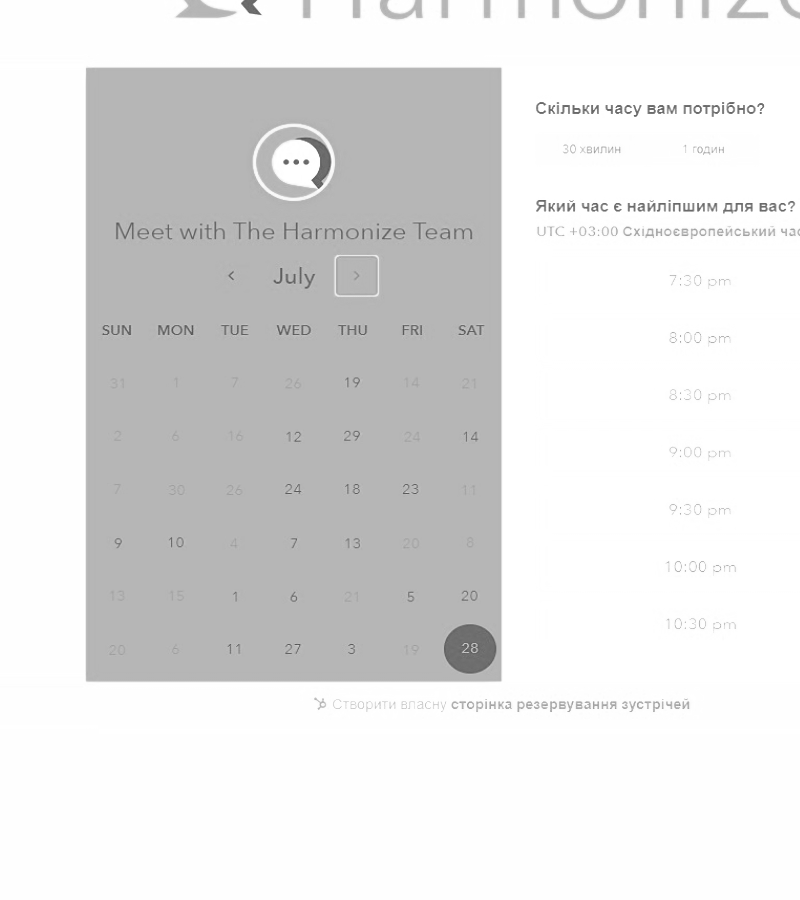 Harmonize
Скільки часу вам потрібно?
30 хвилин 1 годин
Який час є найліпшим для вас?
UTC +03:00 Східноєвропейський час
Meet with The Harmonize Team
July
SUN MON TUE WED THU FRI SAT
31 1 7 26 19 14 21
2 6 16 12 29 24 14
7 30 26 24 18 23 11
9 10 4 7 13 20 8
13 15 1 6 21 5 20
20 6 11 27 3 19 28
7:30 pm
8:00 pm
8:30 pm
9:00 pm
9:30 pm
10:00 pm
10:30 pm
Створити власну сторінка резервування зустрічей